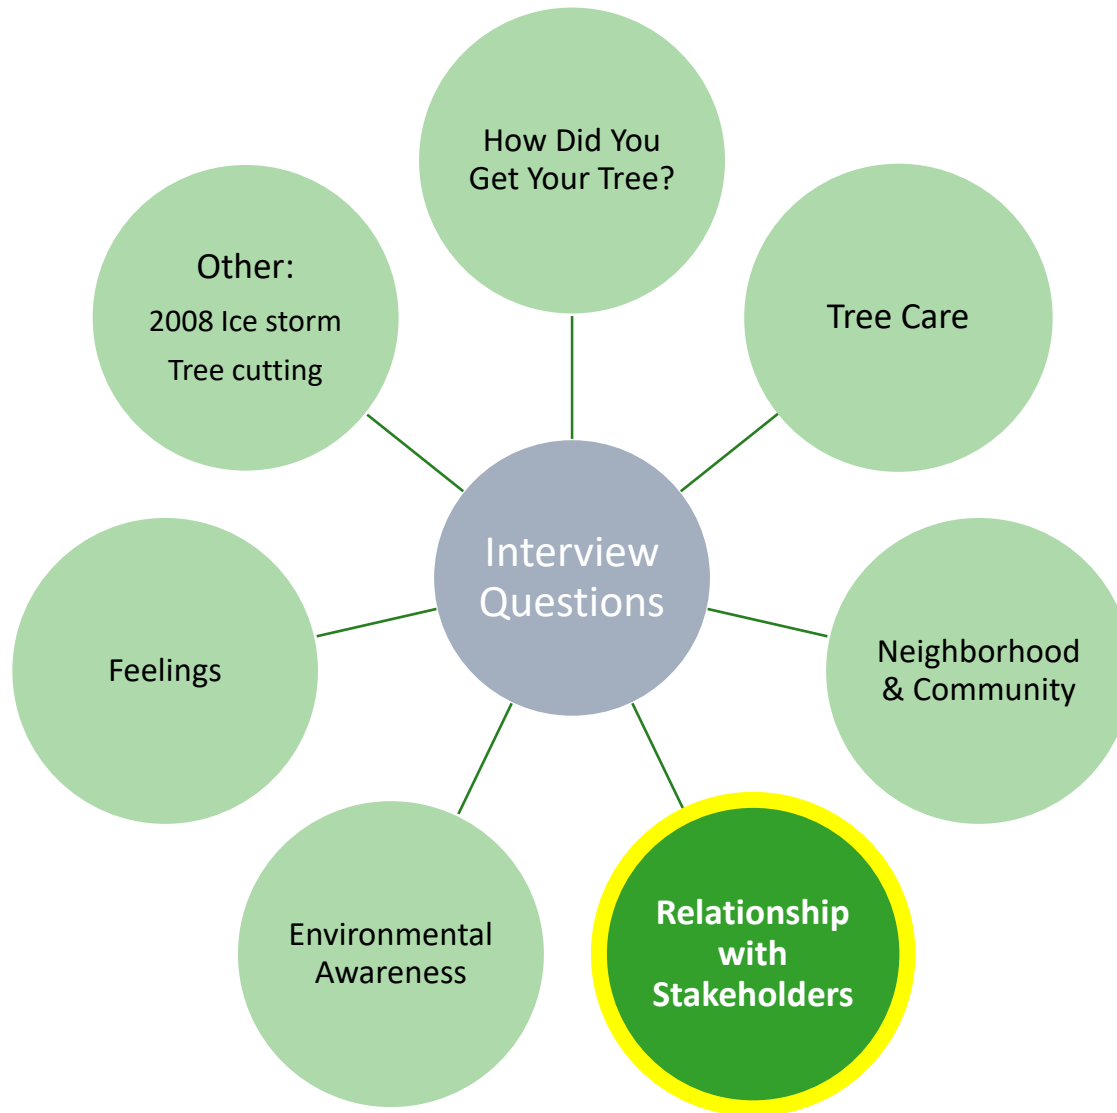 How Did You
Get Your Tree?
Other:
2008 Ice storm
Tree cutting
Tree Care
Interview
Questions
Feelings
Neighborhood
& Community
Environmental
Awareness
Relationship
with
Stakeholders